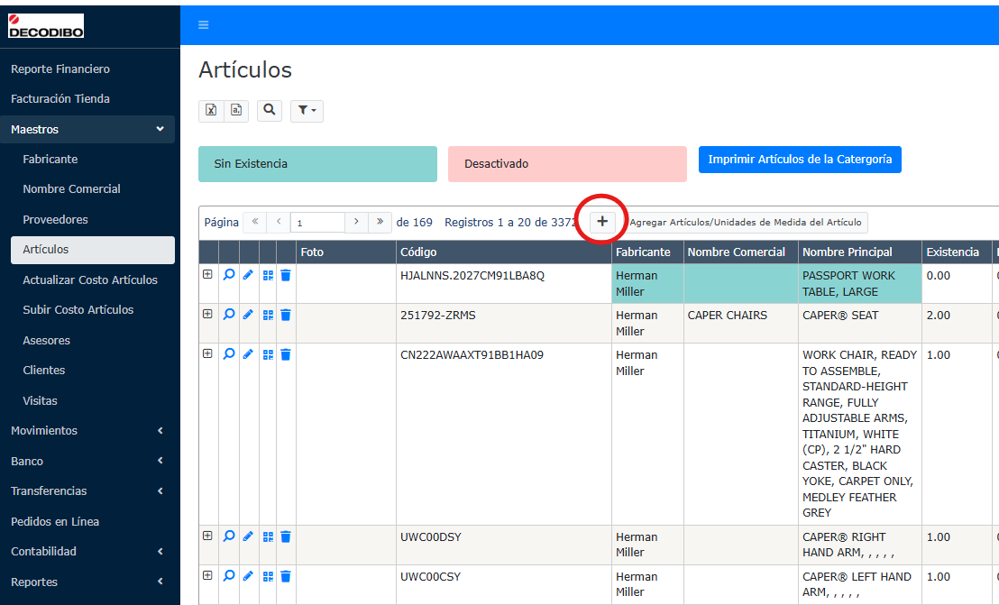 DECODIBO
Artículos
Reporte Financiero
Facturación Tienda
Maestros
Fabricante
Nombre Comercial
Proveedores
Artículos
Actualizar Costo Artículos
Subir Costo Artículos
Asesores
Clientes
Visitas
Movimientos
Banco
Transferencias
Pedidos en Línea
Contabilidad
Reportes
Sin Existencia
Desactivado
Imprimir Artículos de la Catergoría
Página « ‹ 1 › » de 169 Registros 1 a 20 de 3372 + Agregar Artículos/Unidades de Medida del Artículo
Foto Código Fabricante Nombre Comercial Nombre Principal Existencia
HJALNNS.2027CM91LBA8Q Herman PASSPORT WORK 0.00
Miller TABLE, LARGE
251792-ZRMS Herman CAPER CHAIRS CAPER® SEAT 2.00
Miller
CN222AWAAXT91BB1HA09 Herman WORK CHAIR, READY 1.00
Miller TO ASSEMBLE,
STANDARD-HEIGHT
RANGE, FULLY
ADJUSTABLE ARMS,
TITANIUM, WHITE
(CP), 2 1/2" HARD
CASTER, BLACK
YOKE, CARPET ONLY,
MEDLEY FEATHER
GREY
UWC00DSY Herman CAPER® RIGHT 1.00
Miller HAND ARM, , , , ,
UWC00CSY Herman CAPER® LEFT HAND 1.00
Miller ARM, , , , ,